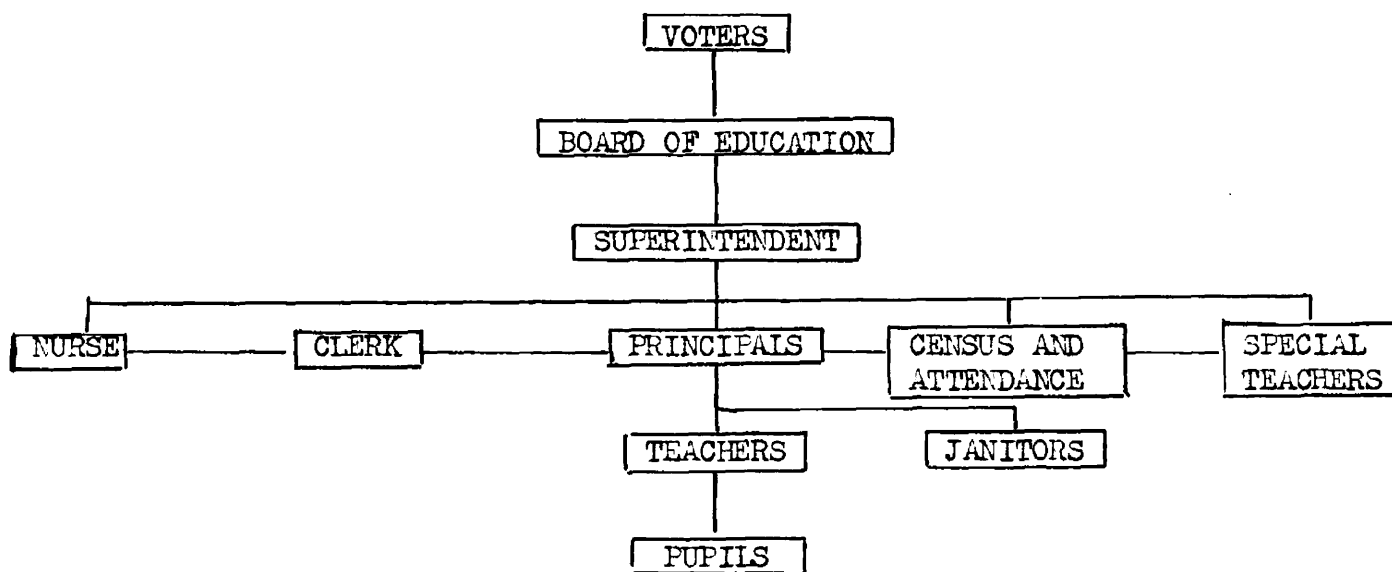 VOTERS
BOARD OF EDUCATION
SUPERINTENDENT
NURSE
CLERK
PRINCIPALS
CENSUS AND
ATTENDANCE
SPECIAL
TEACHERS
TEACHERS
JANITORS
PUPILS